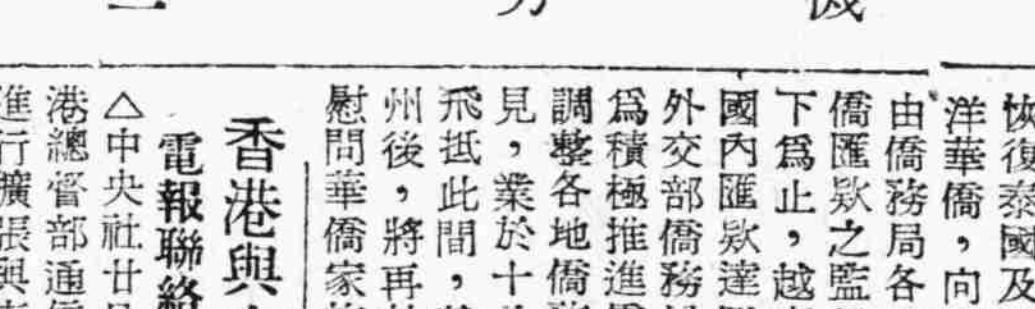 恢復泰國及
洋華僑，向
由僑務局各
僑匯欵之監
下為止，越
國內匯欵達
外交部僑務
為積極推進
調整各地僑
見，業於十
飛抵此間，
州後，將再
慰問華僑家
香港與
電報聯絡
△中央社廿
港總督部通
進行擴張與